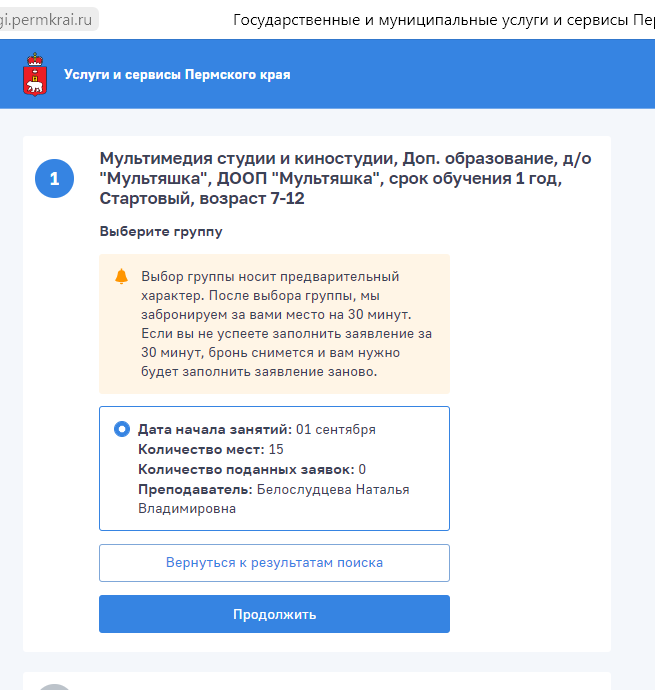 gi.permkrai.ru
Государственные и муниципальные услуги и сервисы
Услуги и сервисы Пермского края
1
Мультимедия студии и киностудии, Доп. образование, д/о
"Мультяшка", ДООП "Мультяшка", срок обучения 1 год,
Стартовый, возраст 7-12
Выберите группу
Выбор группы носит предварительный
характер. После выбора группы, мы
забронируем за вами место на 30 минут.
Если вы не успеете заполнить заявление за
30 минут, бронь снимется и вам нужно
будет заполнить заявление заново.
Дата начала занятий: 01 сентября
Количество мест: 15
Количество поданных заявок: 0
Преподаватель: Белослудцева Наталья
Владимировна
Вернуться к результатам поиска
Продолжить